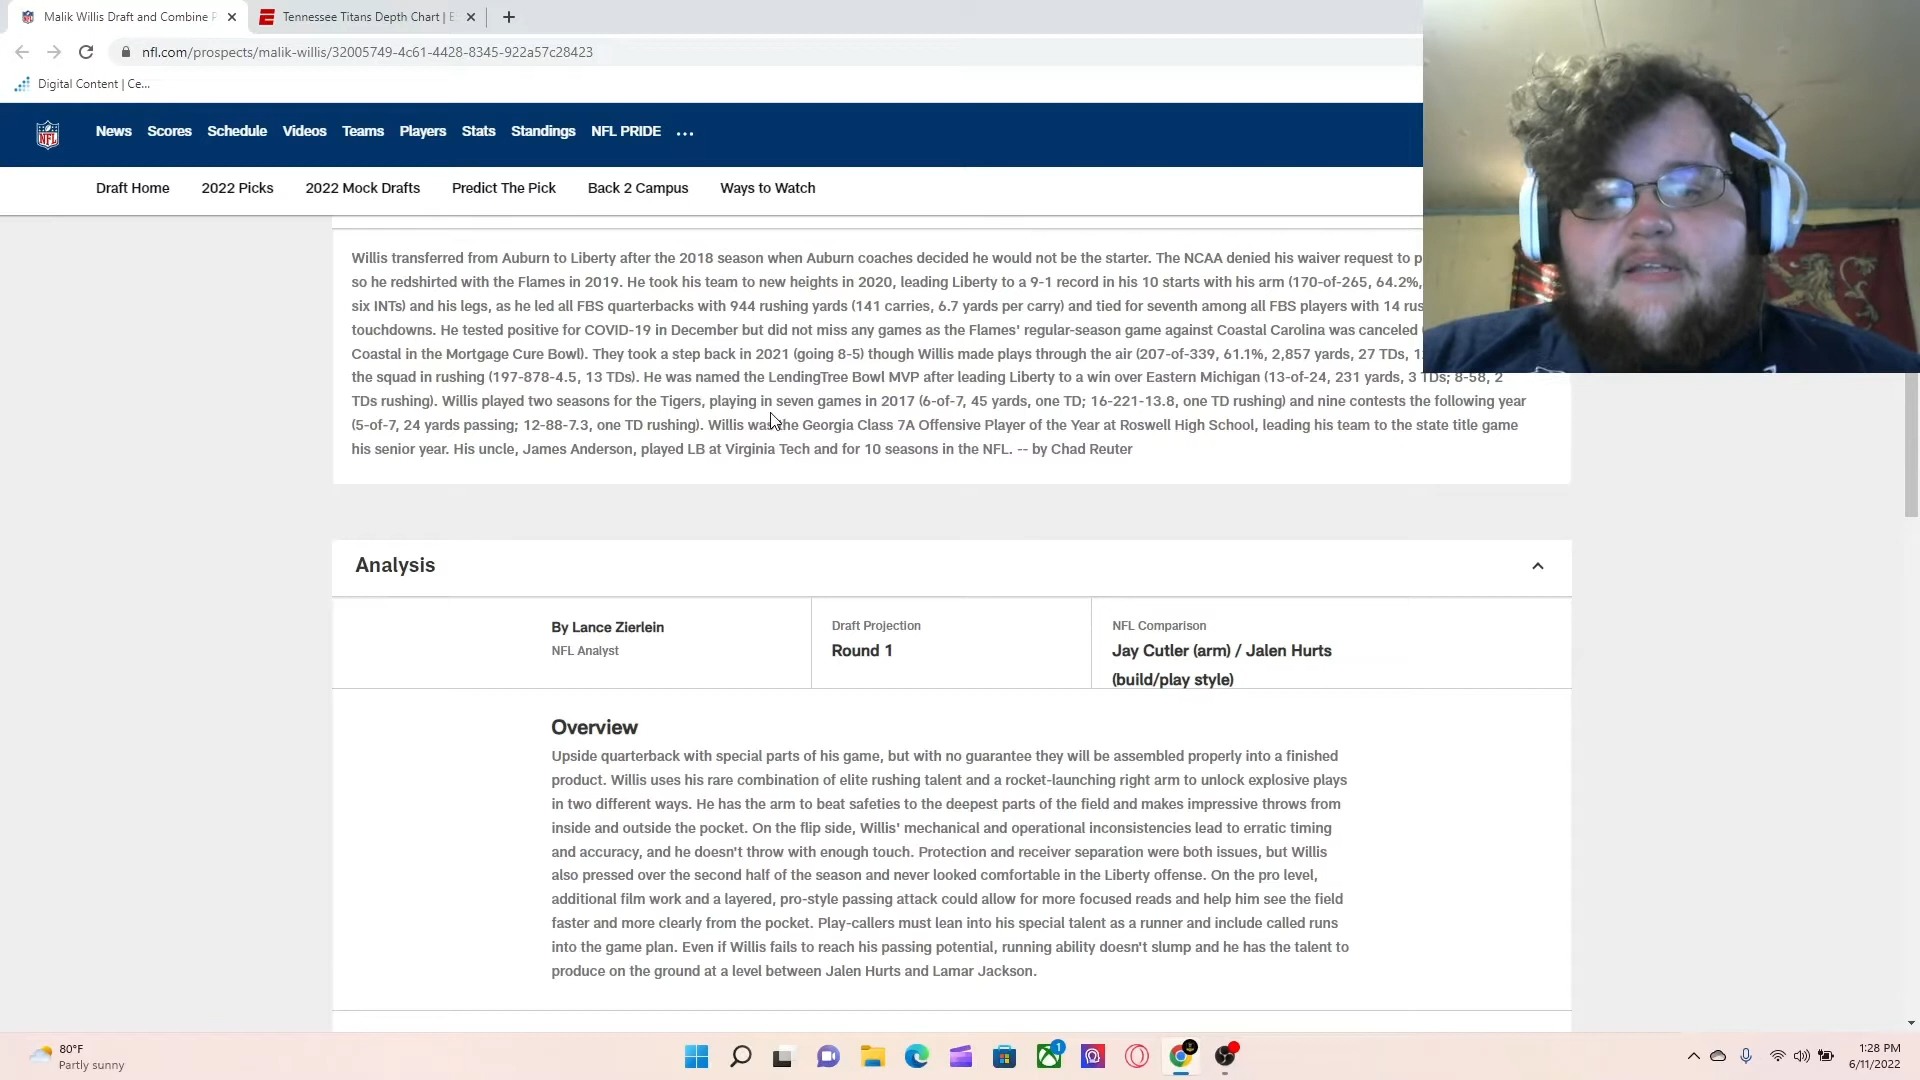 Malik Willis Draft and Combine P
Tennessee Titans Depth Chart | E
nfl.com/prospects/malik-willis/32005749-4c61-4428-8345-922a57c28423
Digital Content | Ce...
NFL
News Scores Schedule Videos Teams Players Stats Standings NFL PRIDE ...
Draft Home 2022 Picks 2022 Mock Drafts Predict The Pick Back 2 Campus Ways to Watch
Willis transferred from Auburn to Liberty after the 2018 season when Auburn coaches decided he would not be the starter. The NCAA denied his waiver request to
so he redshirted with the Flames in 2019. He took his team to new heights in 2020, leading Liberty to a 9-1 record in his 10 starts with his arm (170-of-265, 64.2%,
six INTs) and his legs, as he led all FBS quarterbacks with 944 rushing yards (141 carries, 6.7 yards per carry) and tied for seventh among all FBS players with 14
touchdowns. He tested positive for COVID-19 in December but did not miss any games as the Flames' regular-season game against Coastal Carolina was canceled
Coastal in the Mortgage Cure Bowl). They took a step back in 2021 (going 8-5) though Willis made plays through the air (207-of-339, 61.1%, 2,857 yards, 27 TDs,
the squad in rushing (197-878-4.5, 13 TDs). He was named the LendingTree Bowl MVP after leading Liberty to a win over Eastern Michigan (13-of-24, 231 yards, 3 TDs; 8-58, 2
TDs rushing). Willis played two seasons for the Tigers, playing in seven games in 2017 (6-of-7, 45 yards, one TD; 16-221-13.8, one TD rushing) and nine contests the following year
(5-of-7, 24 yards passing; 12-88-7.3, one TD rushing). Willis was the Georgia Class 7A Offensive Player of the Year at Roswell High School, leading his team to the state title game
his senior year. His uncle, James Anderson, played LB at Virginia Tech and for 10 seasons in the NFL. -- by Chad Reuter
Analysis
By Lance Zierlein
NFL Analyst
Draft Projection
Round 1
NFL Comparison
Jay Cutler (arm) / Jalen Hurts
(build/play style)
Overview
Upside quarterback with special parts of his game, but with no guarantee they will be assembled properly into a finished
product. Willis uses his rare combination of elite rushing talent and a rocket-launching right arm to unlock explosive plays
in two different ways. He has the arm to beat safeties to the deepest parts of the field and makes impressive throws from
inside and outside the pocket. On the flip side, Willis' mechanical and operational inconsistencies lead to erratic timing
and accuracy, and he doesn't throw with enough touch. Protection and receiver separation were both issues, but Willis
also pressed over the second half of the season and never looked comfortable in the Liberty offense. On the pro level,
additional film work and a layered, pro-style passing attack could allow for more focused reads and help him see the field
faster and more clearly from the pocket. Play-callers must lean into his special talent as a runner and include called runs
into the game plan. Even if Willis fails to reach his passing potential, running ability doesn't slump and he has the talent to
produce on the ground at a level between Jalen Hurts and Lamar Jackson.
80°F
Partly sunny
1
1:28 PM
6/11/2022